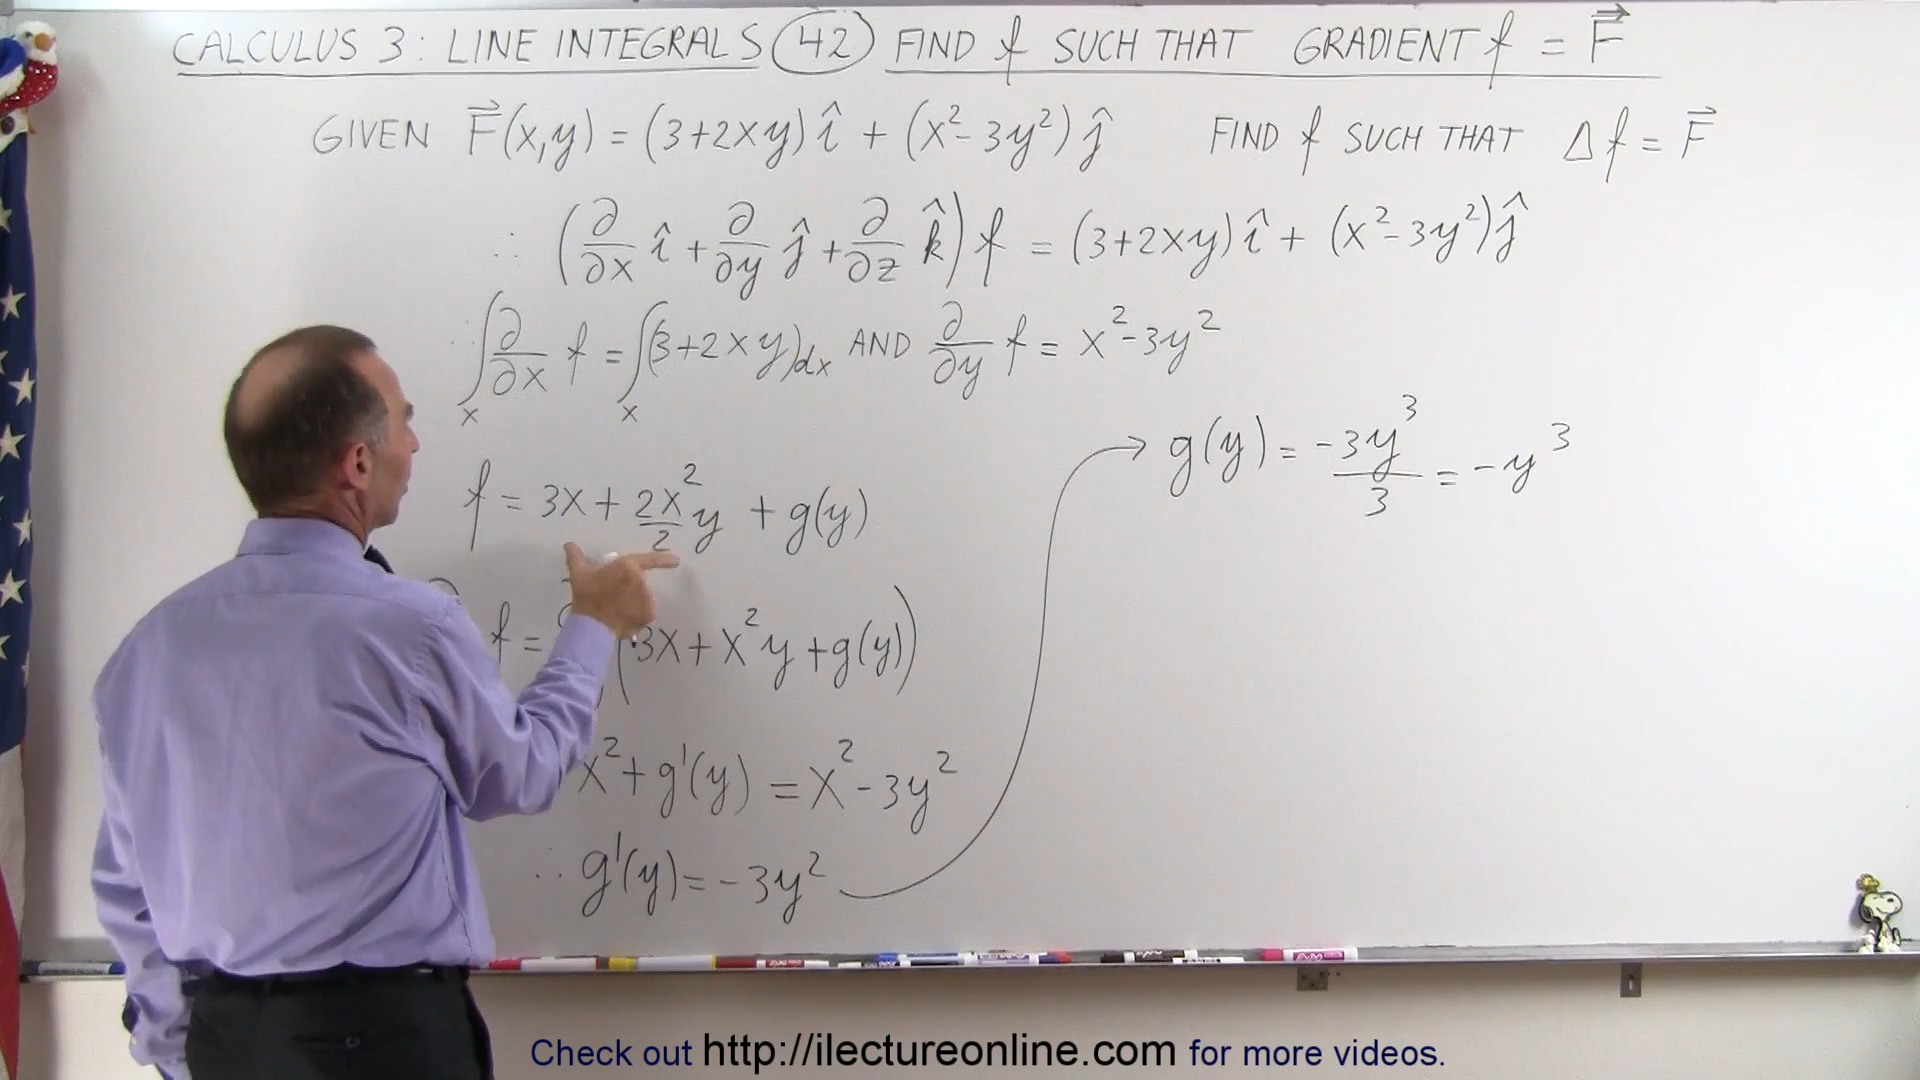 CALCULUS 3: LINE INTEGRALS 42 FIND f SUCH THAT GRADIENT f = F⃗
GIVEN F⃗(x,y) = (3+2xy) î + (x²-3y²) ĵ FIND f SUCH THAT Δ f = F⃗
∴ (∂/∂x î + ∂/∂y ĵ + ∂/∂z k̂) f = (3+2xy) î + (x²-3y²) ĵ
∫x ∂/∂x f = ∫x (3+2xy)dx AND ∂/∂y f = x²-3y²
f = 3x + 2x²/2 y + g(y)
f = (3x + x²y + g(y))
x² + g'(y) = x² - 3y²
∴ g'(y) = -3y²
→ g(y) = -3y³/3 = -y³
Check out http://ilectureonline.com for more videos.